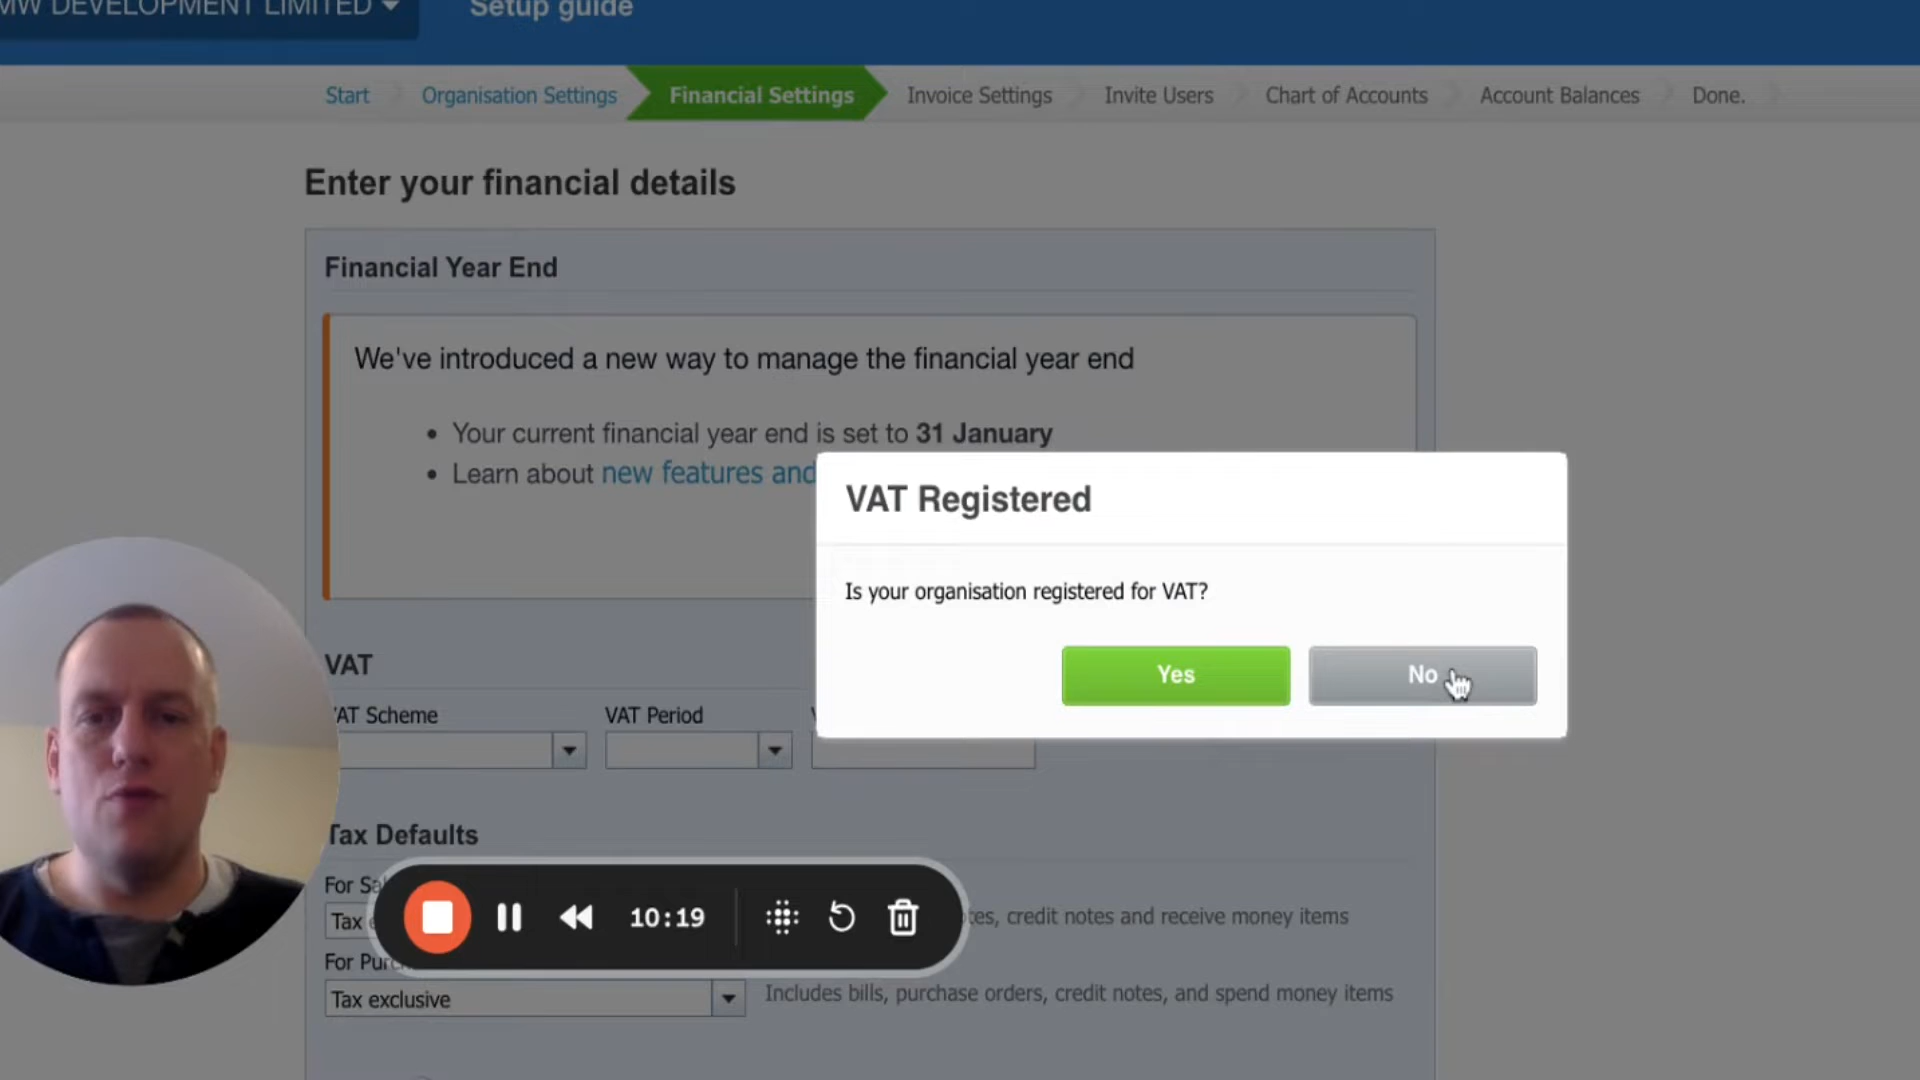 MW DEVELOPMENT LIMITED
Setup guide
Start
Organisation Settings
Financial Settings
Invoice Settings
Invite Users
Chart of Accounts
Account Balances
Done.
Enter your financial details
Financial Year End
We've introduced a new way to manage the financial year end
• Your current financial year end is set to 31 January
• Learn about new features and
VAT Registered
Is your organisation registered for VAT?
Yes
No
VAT
AT Scheme
VAT Period
Tax Defaults
For Sa
Tax
tes, credit notes and receive money items
10:19
For Purc
Tax exclusive
Includes bills, purchase orders, credit notes, and spend money items